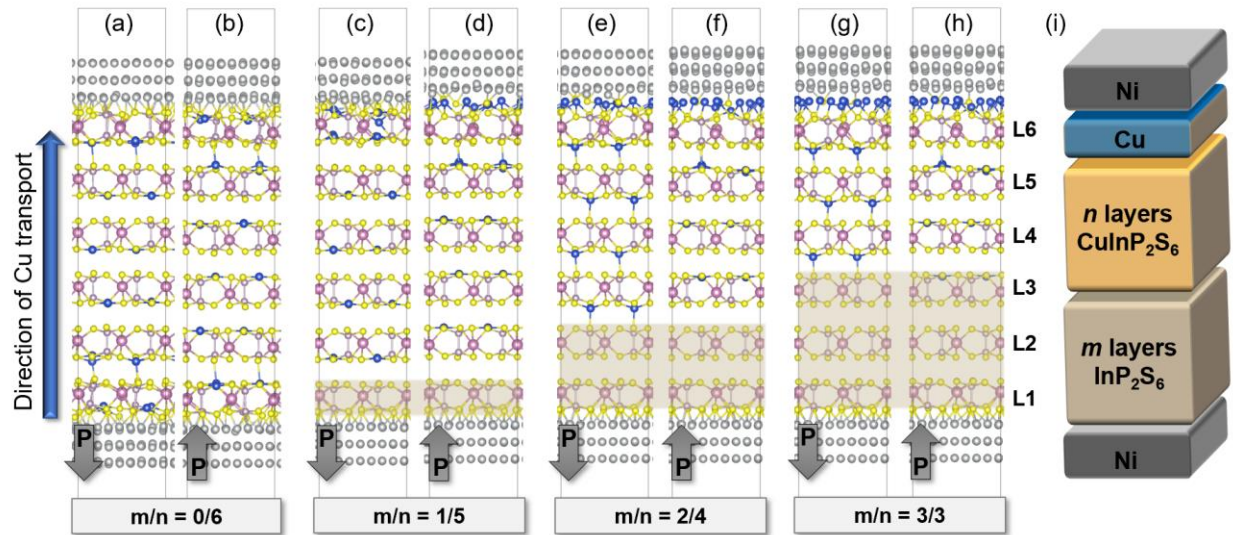 (a)
(b)
(c)
(d)
(e)
(f)
(g)
(h)
(i)
Direction of Cu transport
L6
L5
L4
L3
L2
L1
P
P
P
P
P
P
P
P
m/n = 0/6
m/n = 1/5
m/n = 2/4
m/n = 3/3
Ni
Cu
n layers
CuInP₂S₆
m layers
InP₂S₆
Ni